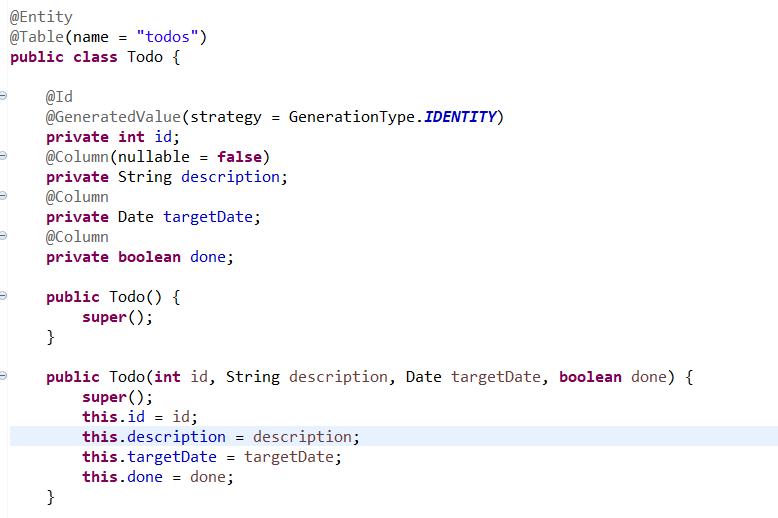 @Entity
@Table(name = "todos")
public class Todo {
@Id
@GeneratedValue(strategy = GenerationType.IDENTITY)
private int id;
@Column(nullable = false)
private String description;
@Column
private Date targetDate;
@Column
private boolean done;
public Todo() {
super();
}
public Todo(int id, String description, Date targetDate, boolean done) {
super();
this.id = id;
this.description = description;
this.targetDate = targetDate;
this.done = done;
}